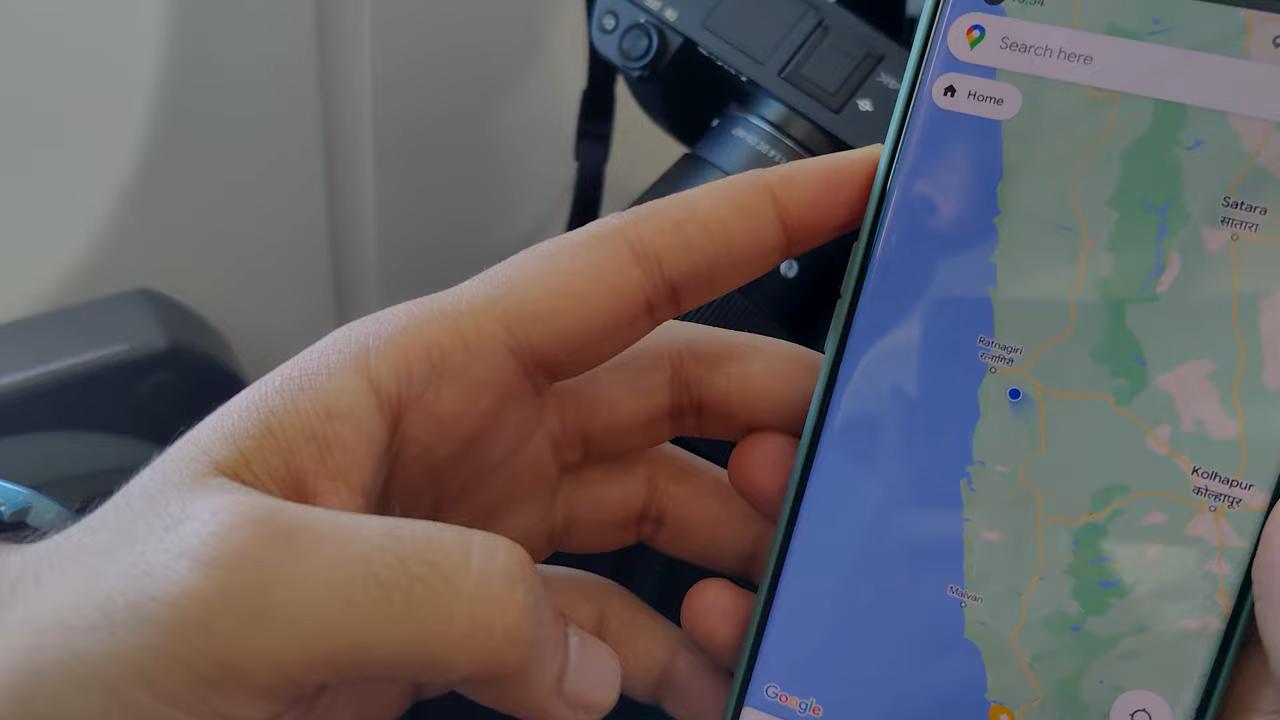 Search here
Home
Satara
सातारा
Ratnagiri
रत्नागिरी
Kolhapur
कोल्हापूर
Malvan
Google